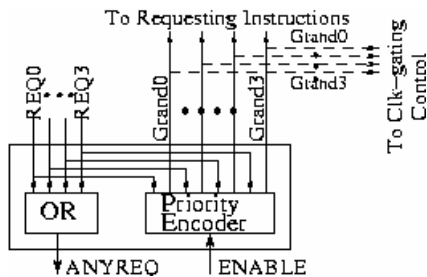 To Requesting Instructions
Grand0
Grand3
To Clk-gating
Control
REQ0
REQ3
Grand0
Grand3
OR
Priority
Encoder
ANYREQ
ENABLE